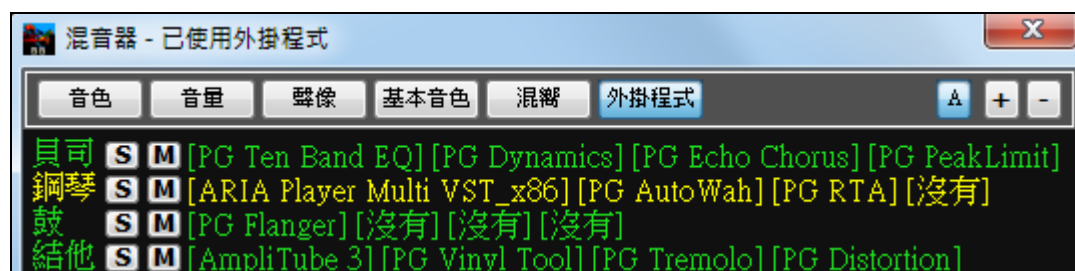 混音器 - 已使用外掛程式
音色 音量 聲像 基本音色 混響 外掛程式 A + -
貝司 S M [PG Ten Band EQ] [PG Dynamics] [PG Echo Chorus] [PG PeakLimit]
鋼琴 S M [ARIA Player Multi VST_x86] [PG AutoWah] [PG RTA] [沒有]
鼓 S M [PG Flanger] [沒有] [沒有] [沒有]
結他 S M [AmpliTube 3] [PG Vinyl Tool] [PG Tremolo] [PG Distortion]